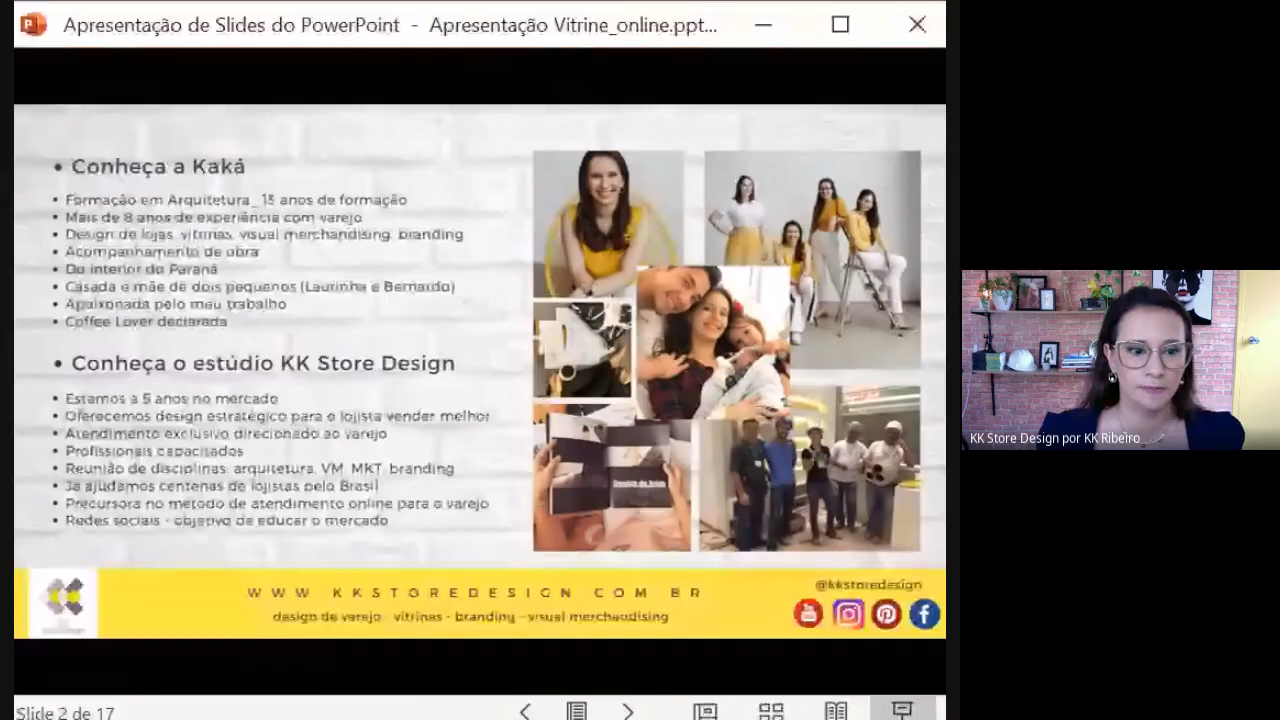 Apresentação de Slides do PowerPoint - Apresentação Vitrine_online.ppt...
• Conheça a Kaká
• Formação em Arquitetura_ 15 anos de formação
• Mais de 8 anos de experiência com varejo
• Design de lojas, vitrinas, visual merchandising, branding
• Acompanhamento de obra
• Do interior do Paraná
• Casada e mãe de dois pequenos (Laurinha e Bernardo)
• Apaixonada pelo meu trabalho
• Coffee Lover declarada
• Conheça o estúdio KK Store Design
• Estamos a 5 anos no mercado
• Oferecemos design estratégico para o lojista vender melhor
• Atendimento exclusivo direcionado ao varejo
• Profissionais capacitados
• Reunião de disciplinas: arquitetura, VM, MKT, branding
• Já ajudamos centenas de lojistas pelo Brasil
• Precursora no método de atendimento online para o varejo
• Redes sociais - objetivo de educar o mercado
Design de lojas
WWW KKSTOREDESIGN COM BR
design de varejo - vitrinas - branding - visual merchandising
@kkstoredesign
Slide 2 de 17
KK Store Design por KK Ribeiro